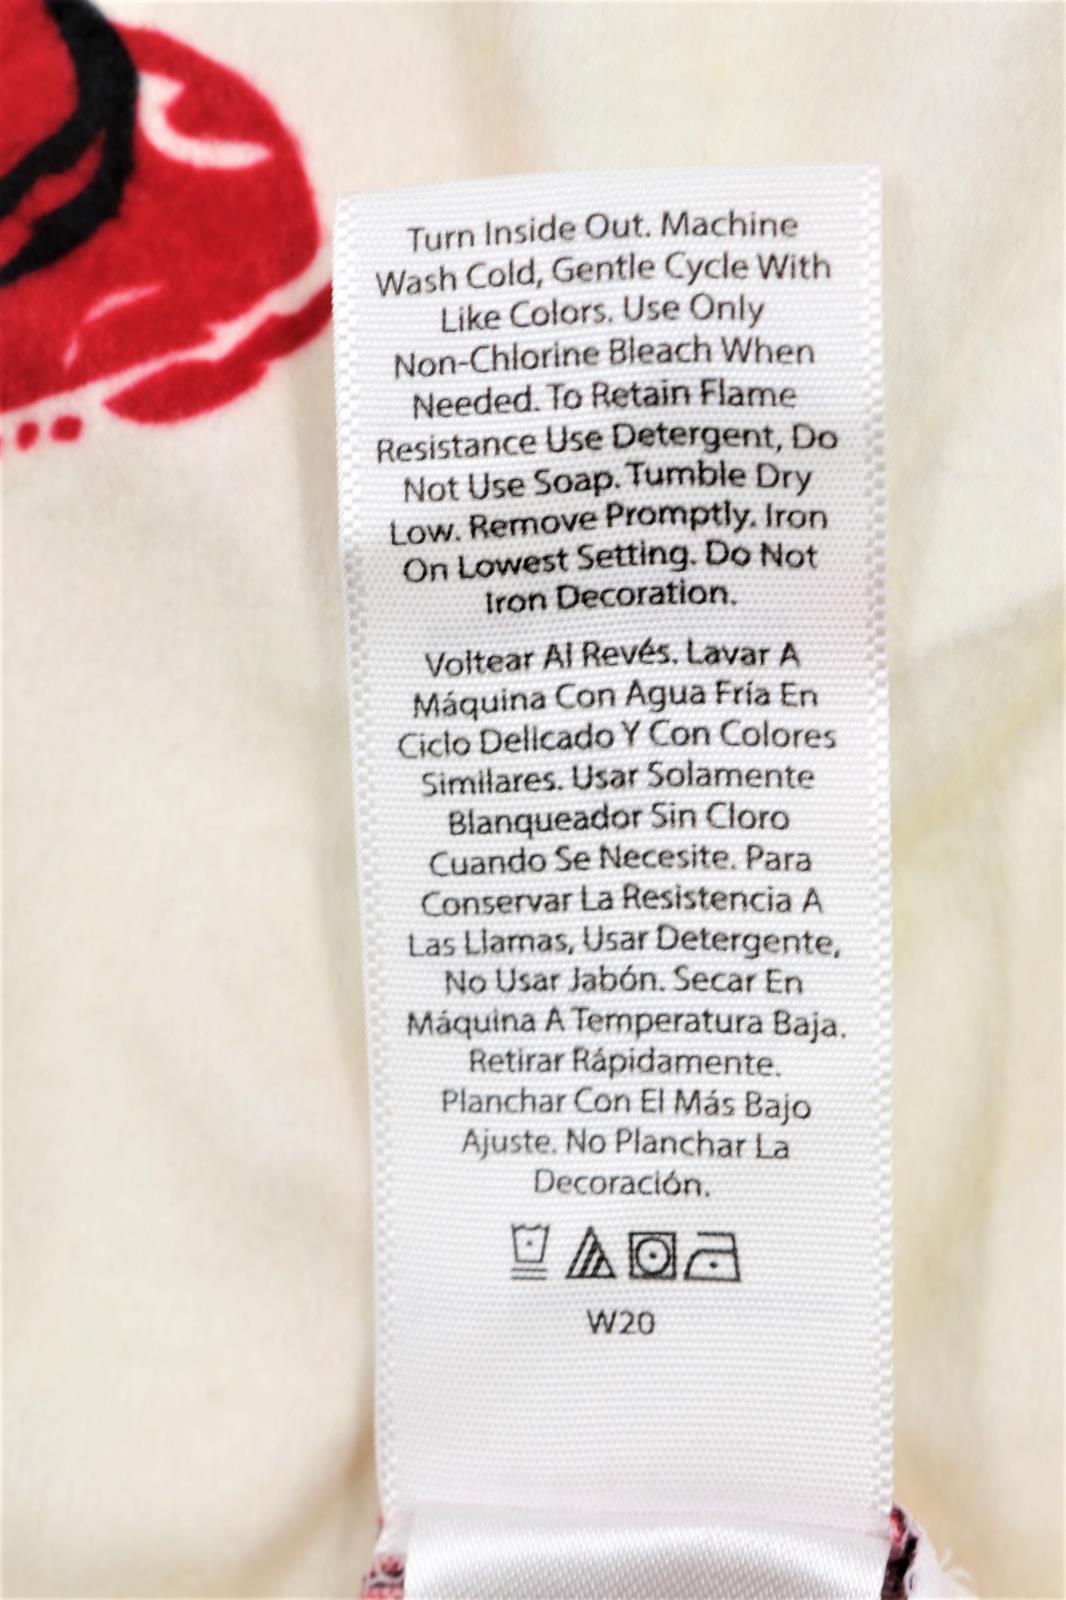 Turn Inside Out. Machine
Wash Cold, Gentle Cycle With
Like Colors. Use Only
Non-Chlorine Bleach When
Needed. To Retain Flame
Resistance Use Detergent, Do
Not Use Soap. Tumble Dry
Low. Remove Promptly. Iron
On Lowest Setting. Do Not
Iron Decoration.
Voltear Al Revés. Lavar A
Máquina Con Agua Fría En
Ciclo Delicado Y Con Colores
Similares. Usar Solamente
Blanqueador Sin Cloro
Cuando Se Necesite. Para
Conservar La Resistencia A
Las Llamas, Usar Detergente,
No Usar Jabón. Secar En
Máquina A Temperatura Baja.
Retirar Rápidamente.
Planchar Con El Más Bajo
Ajuste. No Planchar La
Decoración.
W20